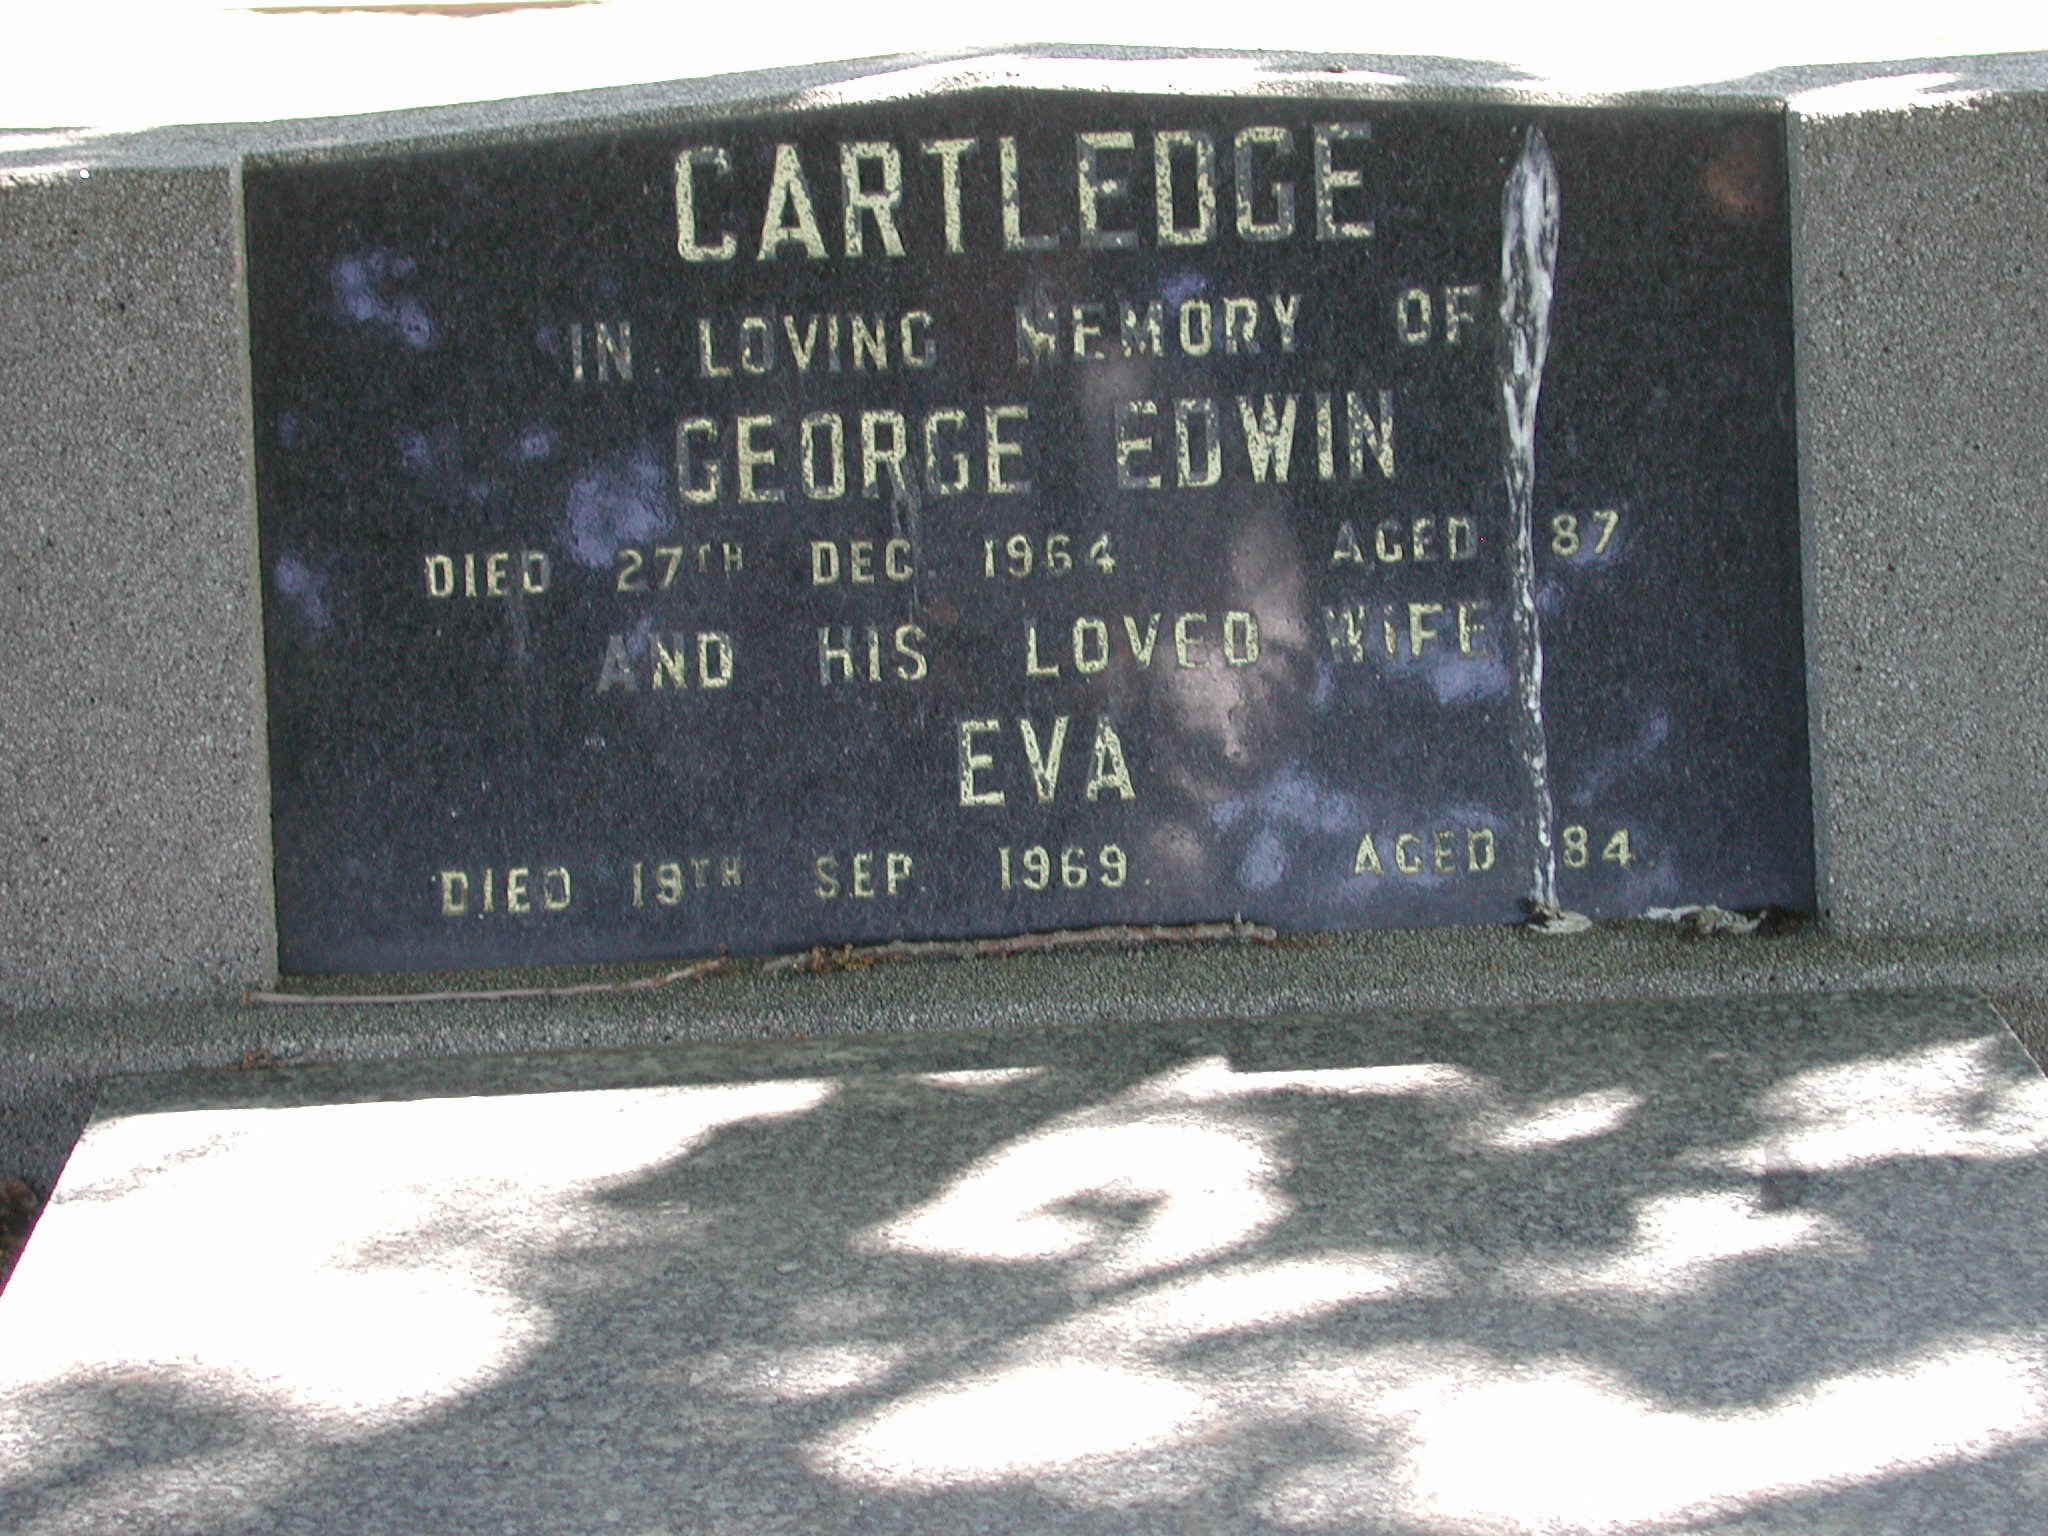 CARTLEDGE
IN LOVING MEMORY OF
GEORGE EDWIN
DIED 27TH DEC. 1964 AGED 87
AND HIS LOVED WIFE
EVA
DIED 19TH SEP. 1969. AGED 84.